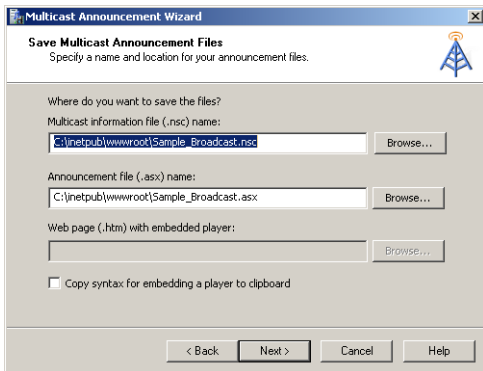 Multicast Announcement Wizard
Save Multicast Announcement Files
Specify a name and location for your announcement files.
Where do you want to save the files?
Multicast information file (.nsc) name:
C:\inetpub\wwwroot\Sample_Broadcast.nsc
Browse...
Announcement file (.asx) name:
C:\inetpub\wwwroot\Sample_Broadcast.asx
Browse...
Web page (.htm) with embedded player:
Browse...
Copy syntax for embedding a player to clipboard
< Back Next > Cancel Help